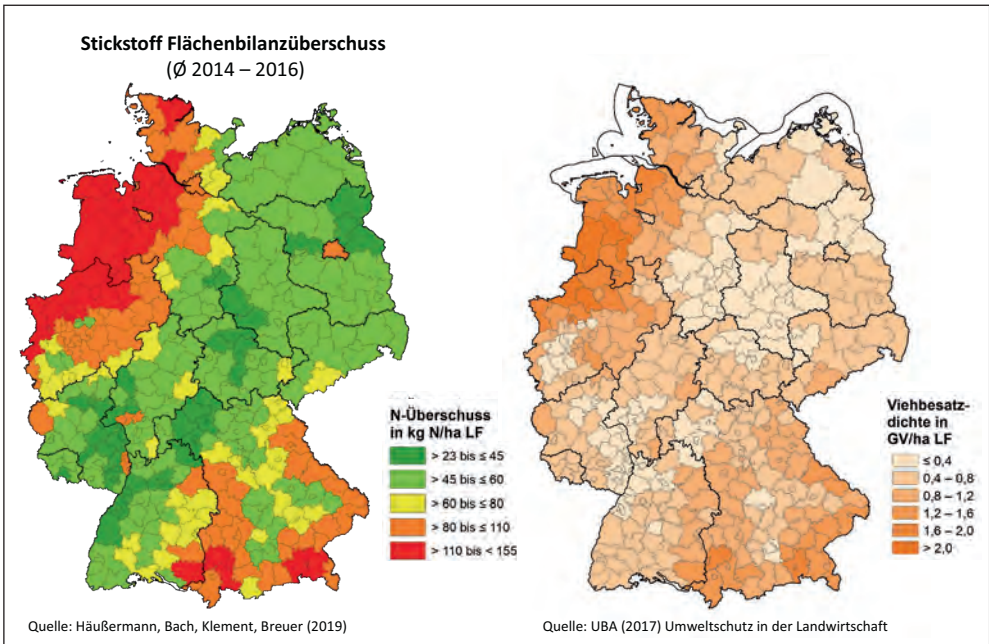 Stickstoff Flächenbilanzüberschuss
(Ø 2014 – 2016)
N-Überschuss
in kg N/ha LF
> 23 bis ≤ 45
> 45 bis ≤ 60
> 60 bis ≤ 80
> 80 bis ≤ 110
> 110 bis < 155
Quelle: Häußermann, Bach, Klement, Breuer (2019)
Viehbesatz-
dichte in
GV/ha LF
≤ 0,4
0,4 – 0,8
0,8 – 1,2
1,2 – 1,6
1,6 – 2,0
> 2,0
Quelle: UBA (2017) Umweltschutz in der Landwirtschaft